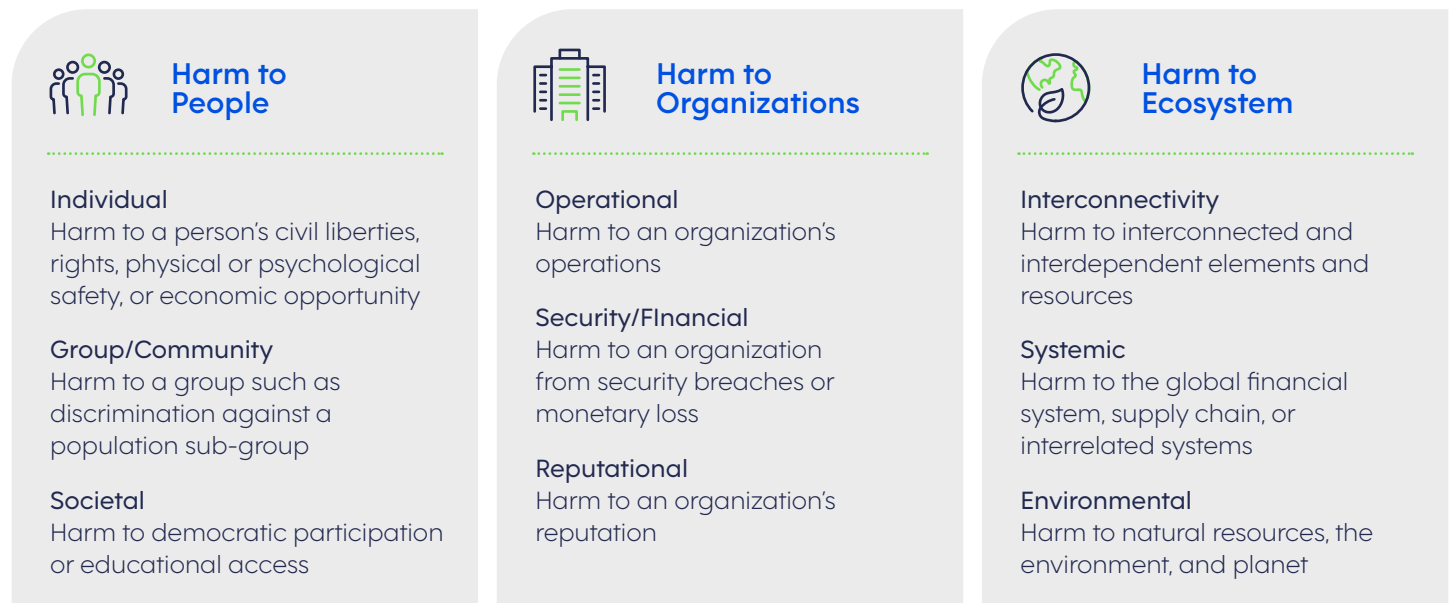 Harm to
People
Individual
Harm to a person's civil liberties,
rights, physical or psychological
safety, or economic opportunity
Group/Community
Harm to a group such as
discrimination against a
population sub-group
Societal
Harm to democratic participation
or educational access
Harm to
Organizations
Operational
Harm to an organization's
operations
Security/FInancial
Harm to an organization
from security breaches or
monetary loss
Reputational
Harm to an organization's
reputation
Harm to
Ecosystem
Interconnectivity
Harm to interconnected and
interdependent elements and
resources
Systemic
Harm to the global financial
system, supply chain, or
interrelated systems
Environmental
Harm to natural resources, the
environment, and planet